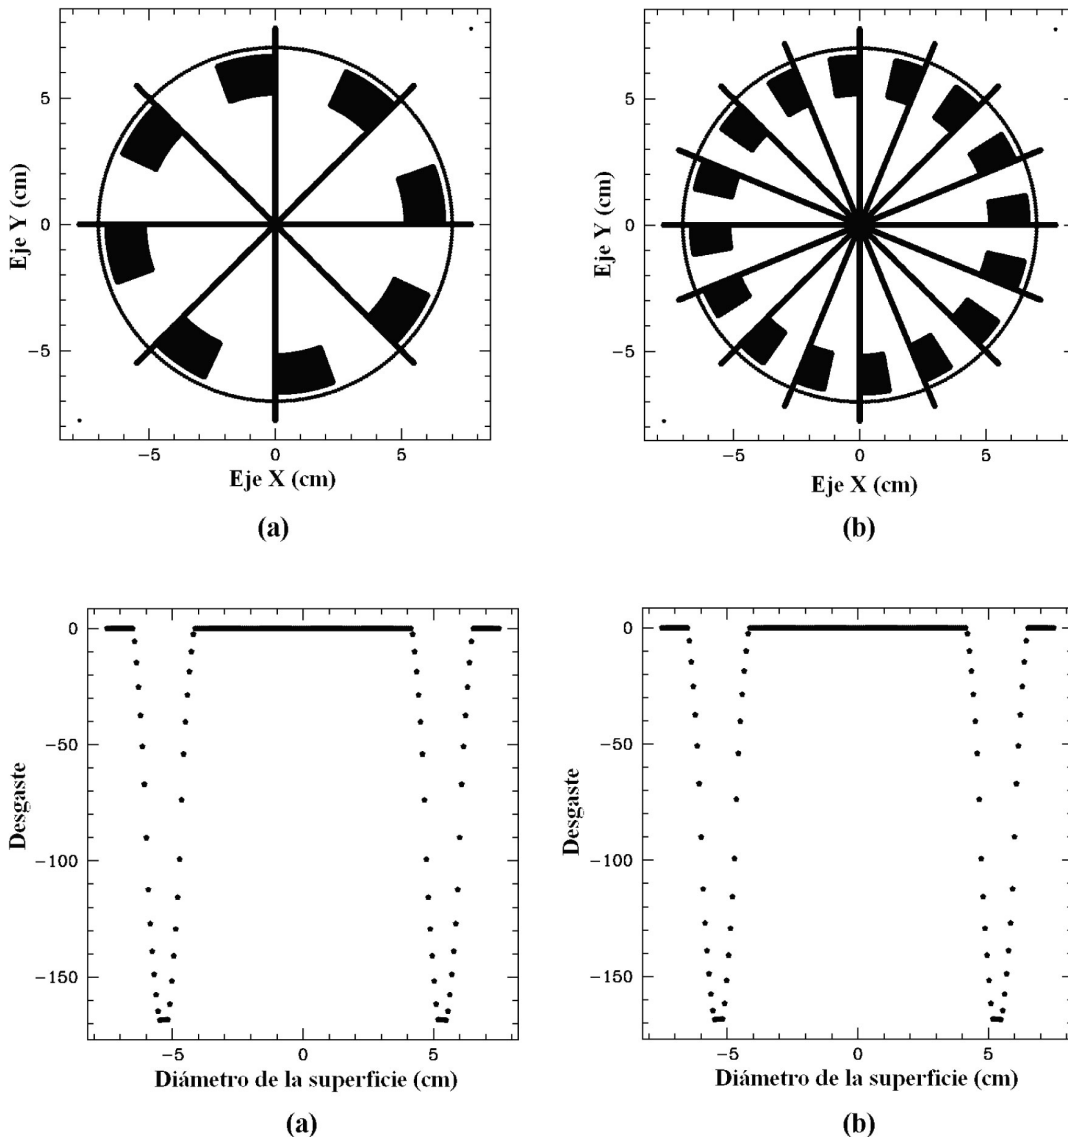 5
0
−5
Eje Y (cm)
−5 0 5
Eje X (cm)
(a)
5
0
−5
Eje Y (cm)
−5 0 5
Eje X (cm)
(b)
0
−50
−100
−150
Desgaste
−5 0 5
Diámetro de la superficie (cm)
(a)
0
−50
−100
−150
Desgaste
−5 0 5
Diámetro de la superficie (cm)
(b)